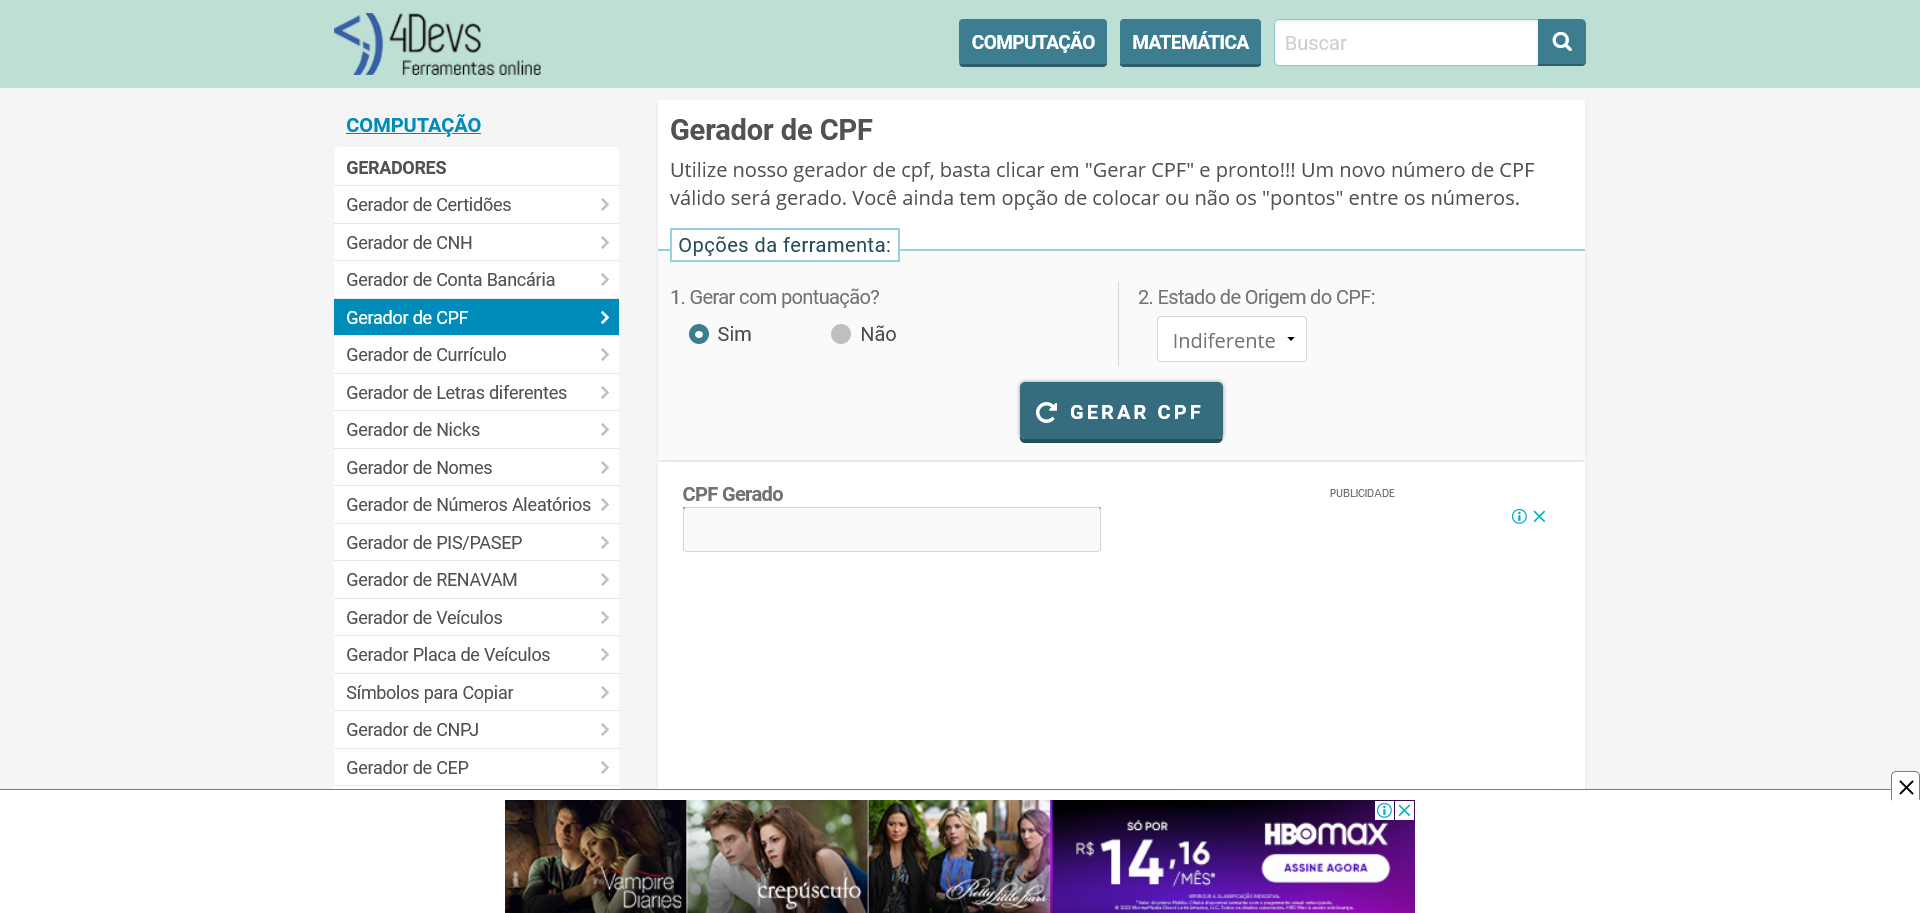 4Devs
Ferramentas online
COMPUTAÇÃO
MATEMÁTICA
Buscar
COMPUTAÇÃO
GERADORES
Gerador de Certidões
Gerador de CNH
Gerador de Conta Bancária
Gerador de CPF
Gerador de Currículo
Gerador de Letras diferentes
Gerador de Nicks
Gerador de Nomes
Gerador de Números Aleatórios
Gerador de PIS/PASEP
Gerador de RENAVAM
Gerador de Veículos
Gerador Placa de Veículos
Símbolos para Copiar
Gerador de CNPJ
Gerador de CEP
Gerador de CPF
Utilize nosso gerador de cpf, basta clicar em "Gerar CPF" e pronto!!! Um novo número de CPF
válido será gerado. Você ainda tem opção de colocar ou não os "pontos" entre os números.
Opções da ferramenta:
1. Gerar com pontuação?
Sim
Não
2. Estado de Origem do CPF:
Indiferente
GERAR CPF
CPF Gerado
PUBLICIDADE
The Vampire
Diaries
crepúsculo
Pretty Little Liars
SÓ POR
R$ 14,16
/MÊS*
HBOMAX
ASSINE AGORA